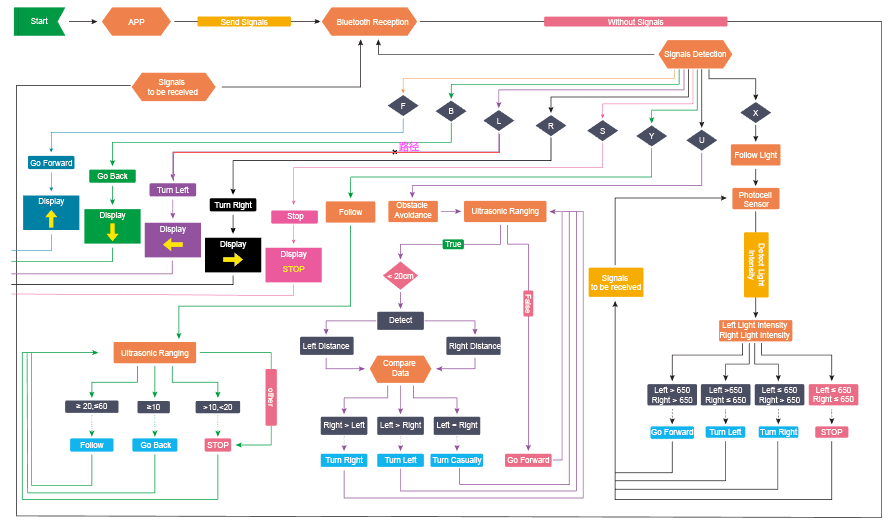 Start
APP
Send Signals
Bluetooth Reception
Without Signals
Signals Detection
Signals
to be received
F
B
L
R
S
Y
U
X
路径
Go Forward
Go Back
Turn Left
Turn Right
Stop
Follow
Obstacle
Avoidance
Ultrasonic Ranging
Follow Light
Photocell
Sensor
Display
Display
Display
Display
Display
STOP
True
< 20cm
False
Detect
Left Distance
Right Distance
Compare
Data
Right > Left
Left > Right
Left = Right
Turn Right
Turn Left
Turn Casually
Go Forward
Signals
to be received
Defect Light
Intensity
Left Light Intensity
Right Light Intensity
Left > 650
Right > 650
Left >650
Right ≤ 650
Left ≤ 650
Right > 650
Left ≤ 650
Right ≤ 650
Go Forward
Turn Left
Turn Right
STOP
Ultrasonic Ranging
other
≥ 20,≤60
≥10
>10,<20
Follow
Go Back
STOP